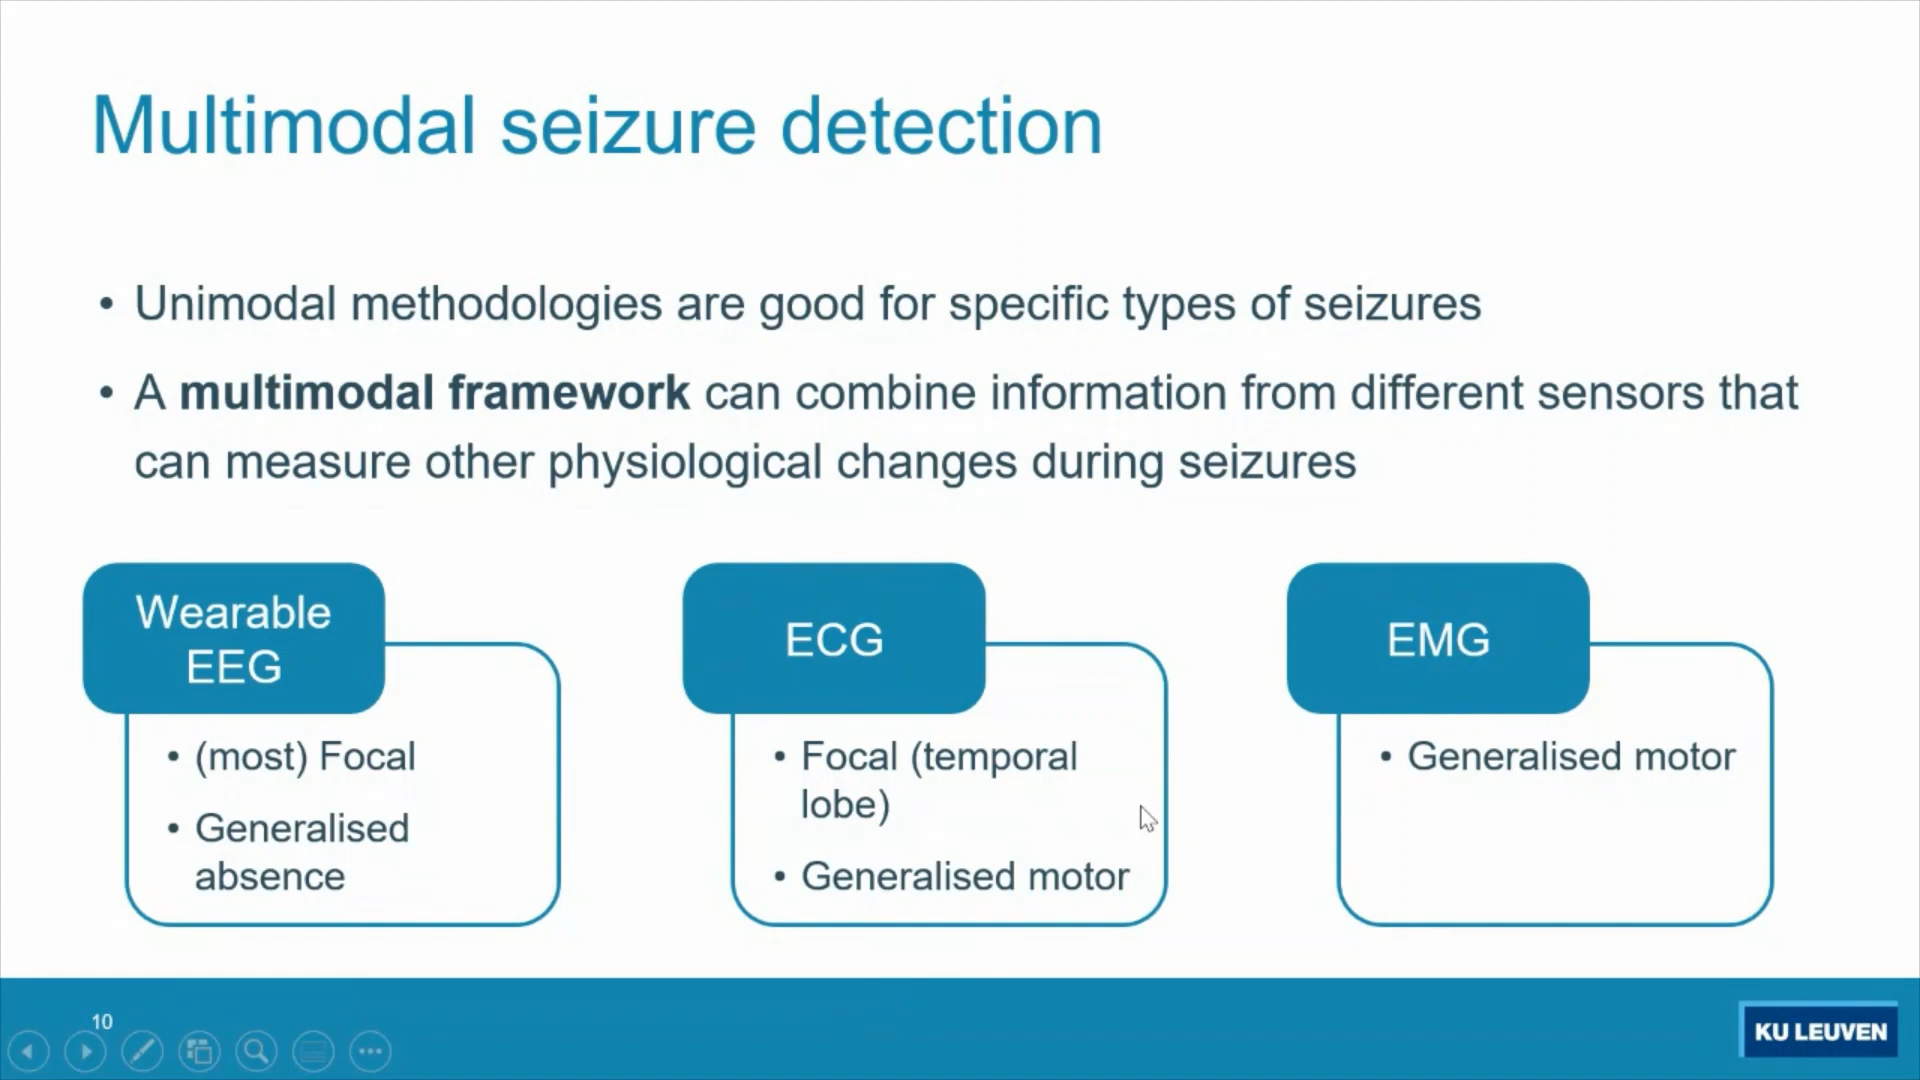 Multimodal seizure detection
• Unimodal methodologies are good for specific types of seizures
• A multimodal framework can combine information from different sensors that
can measure other physiological changes during seizures
Wearable
EEG
• (most) Focal
• Generalised
absence
ECG
• Focal (temporal
lobe)
• Generalised motor
EMG
• Generalised motor
10
KU LEUVEN